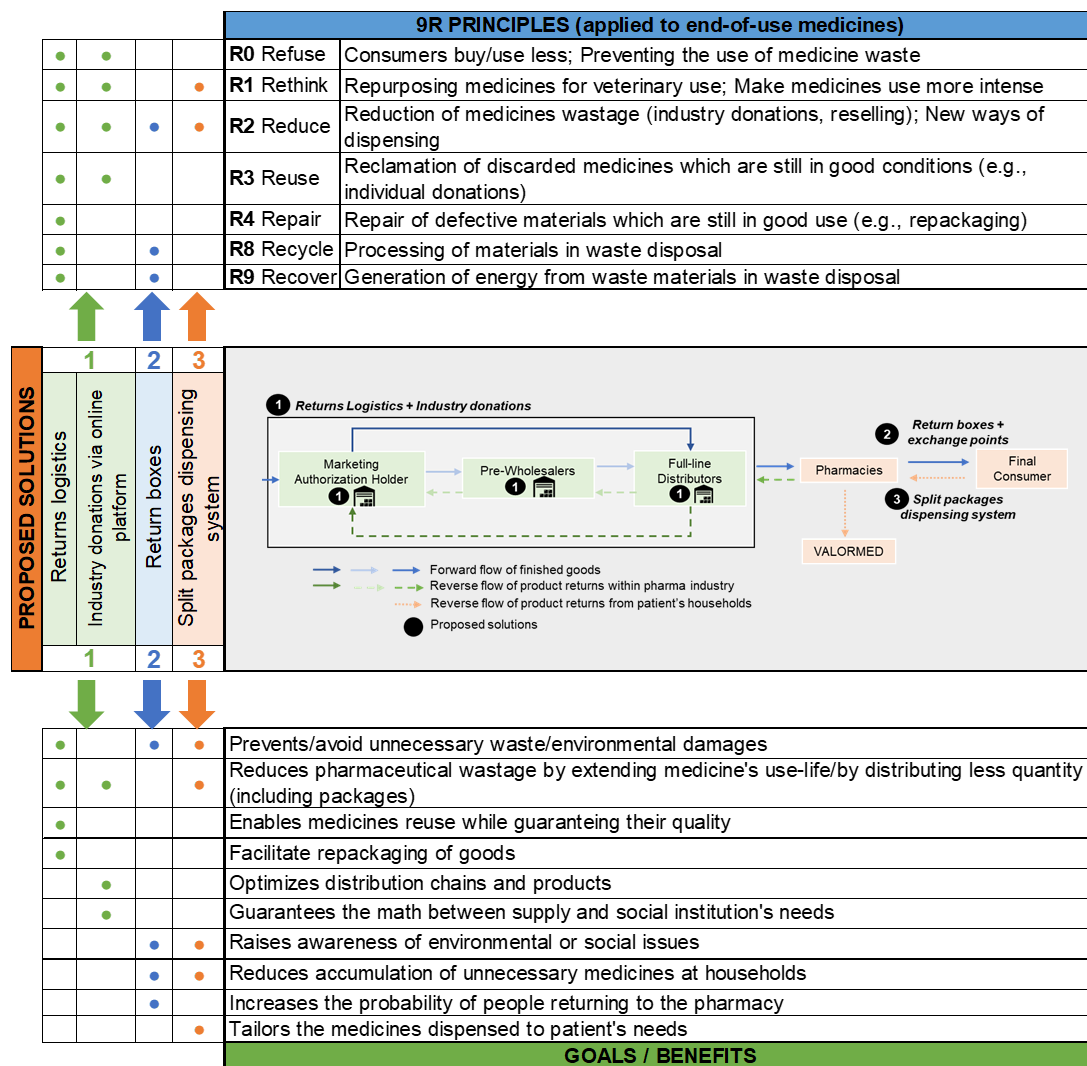 9R PRINCIPLES (applied to end-of-use medicines)
R0 Refuse
Consumers buy/use less; Preventing the use of medicine waste
R1 Rethink
Repurposing medicines for veterinary use; Make medicines use more intense
R2 Reduce
Reduction of medicines wastage (industry donations, reselling); New ways of
dispensing
R3 Reuse
Reclamation of discarded medicines which are still in good conditions (e.g.,
individual donations)
R4 Repair
Repair of defective materials which are still in good use (e.g., repackaging)
R8 Recycle
Processing of materials in waste disposal
R9 Recover
Generation of energy from waste materials in waste disposal
PROPOSED SOLUTIONS
1
2
3
Returns logistics
Industry donations via online
platform
Return boxes
Split packages dispensing
system
1
2
3
1 Returns Logistics + Industry donations
Marketing
Authorization Holder
1
Pre-Wholesalers
1
Full-line
Distributors
1
Pharmacies
2
Return boxes +
exchange points
Final
Consumer
3 Split packages
dispensing system
VALORMED
Forward flow of finished goods
Reverse flow of product returns within pharma industry
Reverse flow of product returns from patient's households
Proposed solutions
Prevents/avoid unnecessary waste/environmental damages
Reduces pharmaceutical wastage by extending medicine's use-life/by distributing less quantity
(including packages)
Enables medicines reuse while guaranteing their quality
Facilitate repackaging of goods
Optimizes distribution chains and products
Guarantees the math between supply and social institution's needs
Raises awareness of environmental or social issues
Reduces accumulation of unnecessary medicines at households
Increases the probability of people returning to the pharmacy
Tailors the medicines dispensed to patient's needs
GOALS / BENEFITS